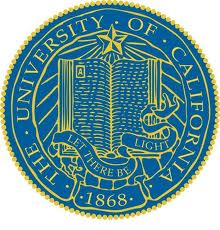 · THE · UNIVERSITY · OF · CALIFORNIA ·
A
LET THERE BE LIGHT
· 1868 ·